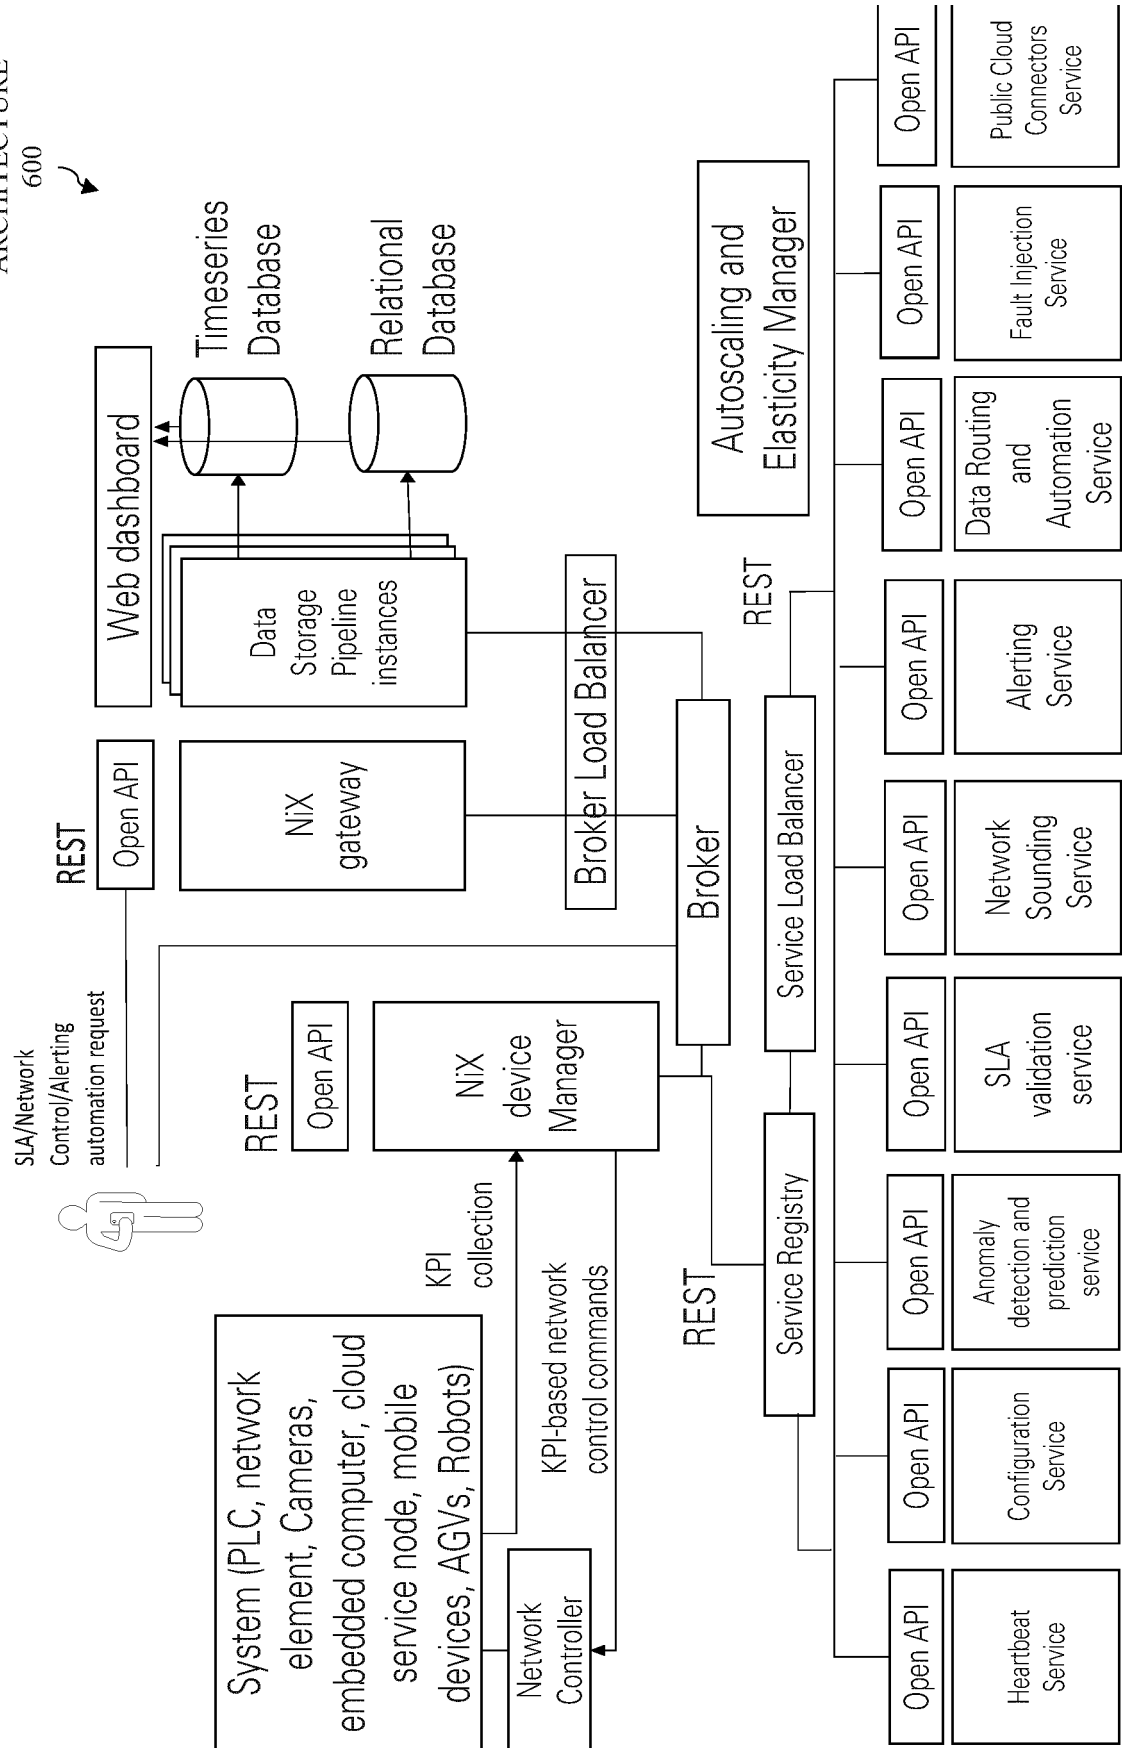 ARCHITECTURE
600
SLA/Network
Control/Alerting
automation request
REST
Open API
Web dashboard
Timeseries
Database
Relational
Database
Data
Storage
Pipeline
instances
NiX
gateway
Broker Load Balancer
Broker
REST
Open API
NiX
device
Manager
KPI
collection
KPI-based network
control commands
System (PLC, network
element, Cameras,
embedded computer, cloud
service node, mobile
devices, AGVs, Robots)
Network
Controller
REST
Service Registry
Service Load Balancer
REST
Autoscaling and
Elasticity Manager
Open API
Heartbeat
Service
Open API
Configuration
Service
Open API
Anomaly
detection and
prediction
service
Open API
SLA
validation
service
Open API
Network
Sounding
Service
Open API
Alerting
Service
Open API
Data Routing
and
Automation
Service
Open API
Fault Injection
Service
Open API
Public Cloud
Connectors
Service